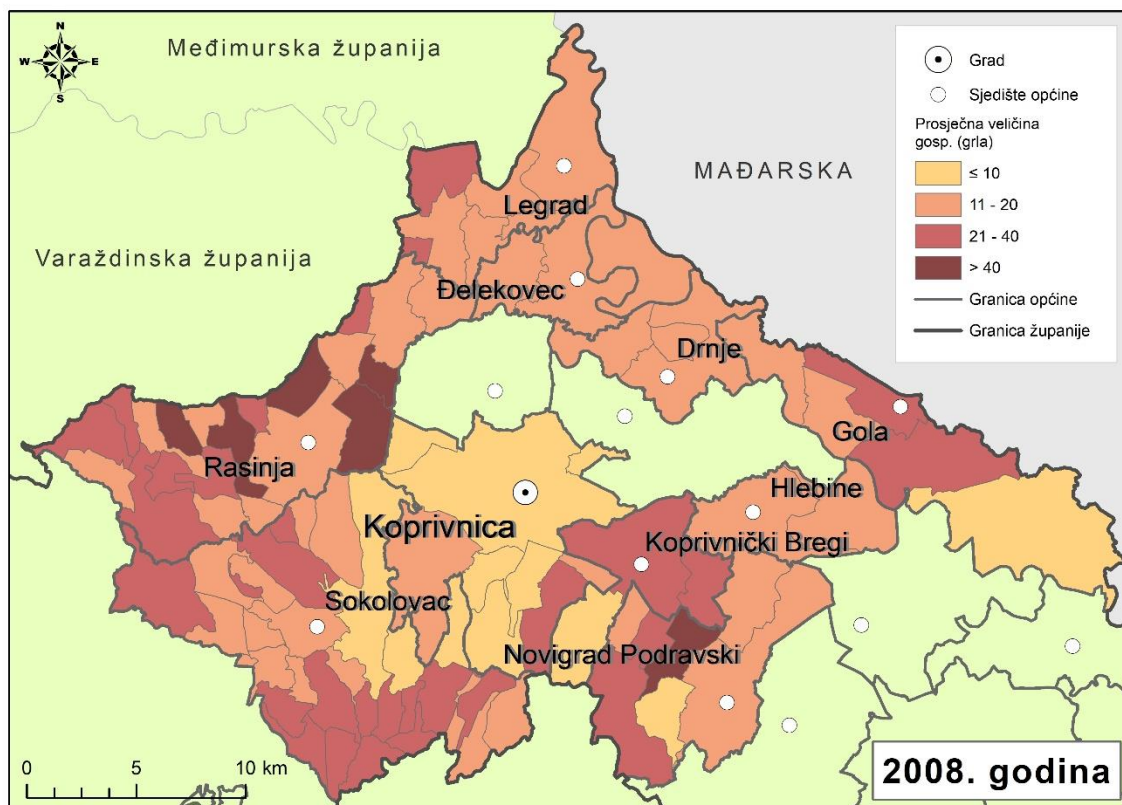 N
W E
S
Međimurska županija
Varaždinska županija
MAĐARSKA
Grad
Sjedište općine
Prosječna veličina
gosp. (grla)
≤ 10
11 - 20
21 - 40
> 40
Granica općine
Granica županije
Legrad
Đelekovec
Drnje
Gola
Rasinja
Hlebine
Koprivnica
Koprivnički Bregi
Sokolovac
Novigrad Podravski
0 5 10 km
2008. godina